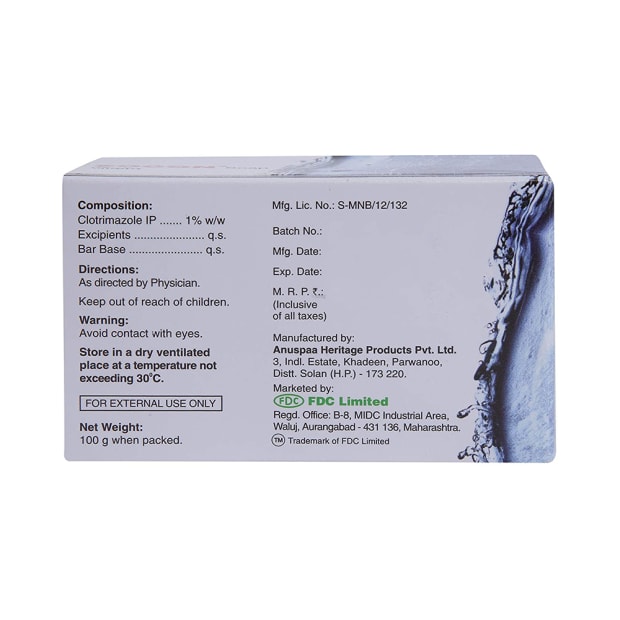 Composition:
Clotrimazole IP ....... 1% w/w
Excipients ....................... q.s.
Bar Base ........................ q.s.
Directions:
As directed by Physician.
Keep out of reach of children.
Warning:
Avoid contact with eyes.
Store in a dry ventilated
place at a temperature not
exceeding 30°C.
FOR EXTERNAL USE ONLY
Net Weight:
100 g when packed.
Mfg. Lic. No.: S-MNB/12/132
Batch No.:
Mfg. Date:
Exp. Date:
M. R. P. ₹.:
(Inclusive
of all taxes)
Manufactured by:
Anuspaa Heritage Products Pvt. Ltd.
3, Indl. Estate, Khadeen, Parwanoo,
Distt. Solan (H.P.) - 173 220.
Marketed by:
FDC FDC Limited
Regd. Office: B-8, MIDC Industrial Area,
Waluj, Aurangabad - 431 136, Maharashtra.
TM Trademark of FDC Limited